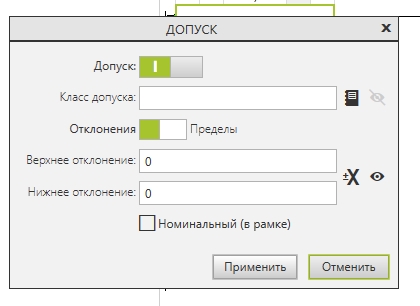 ДОПУСК x
Допуск: I
Класс допуска:
Отклонения Пределы
Верхнее отклонение: 0
±X
Нижнее отклонение: 0
Номинальный (в рамке)
Применить Отменить